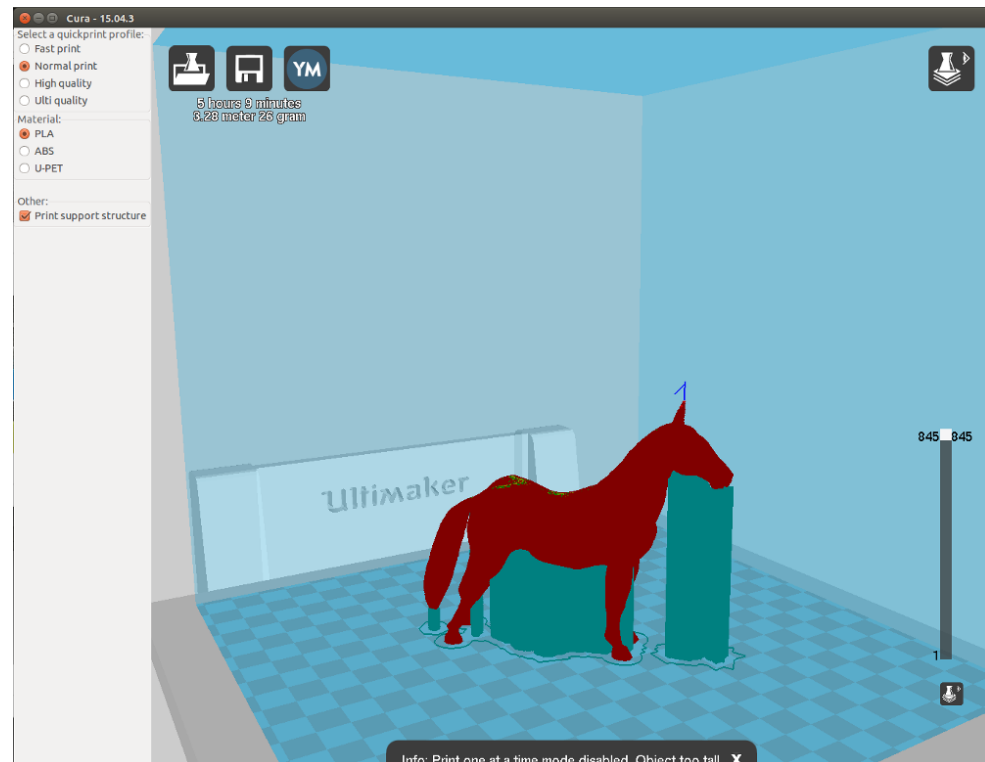 Cura - 15.04.3
Select a quickprint profile:
Fast print
Normal print
High quality
Ulti quality
Material:
PLA
ABS
U-PET
Other:
Print support structure
YM
5 hours 9 minutes
3.28 meter 26 gram
Ultimaker
845 845
1
Info: Print one at a time mode disabled. Object too tall. X